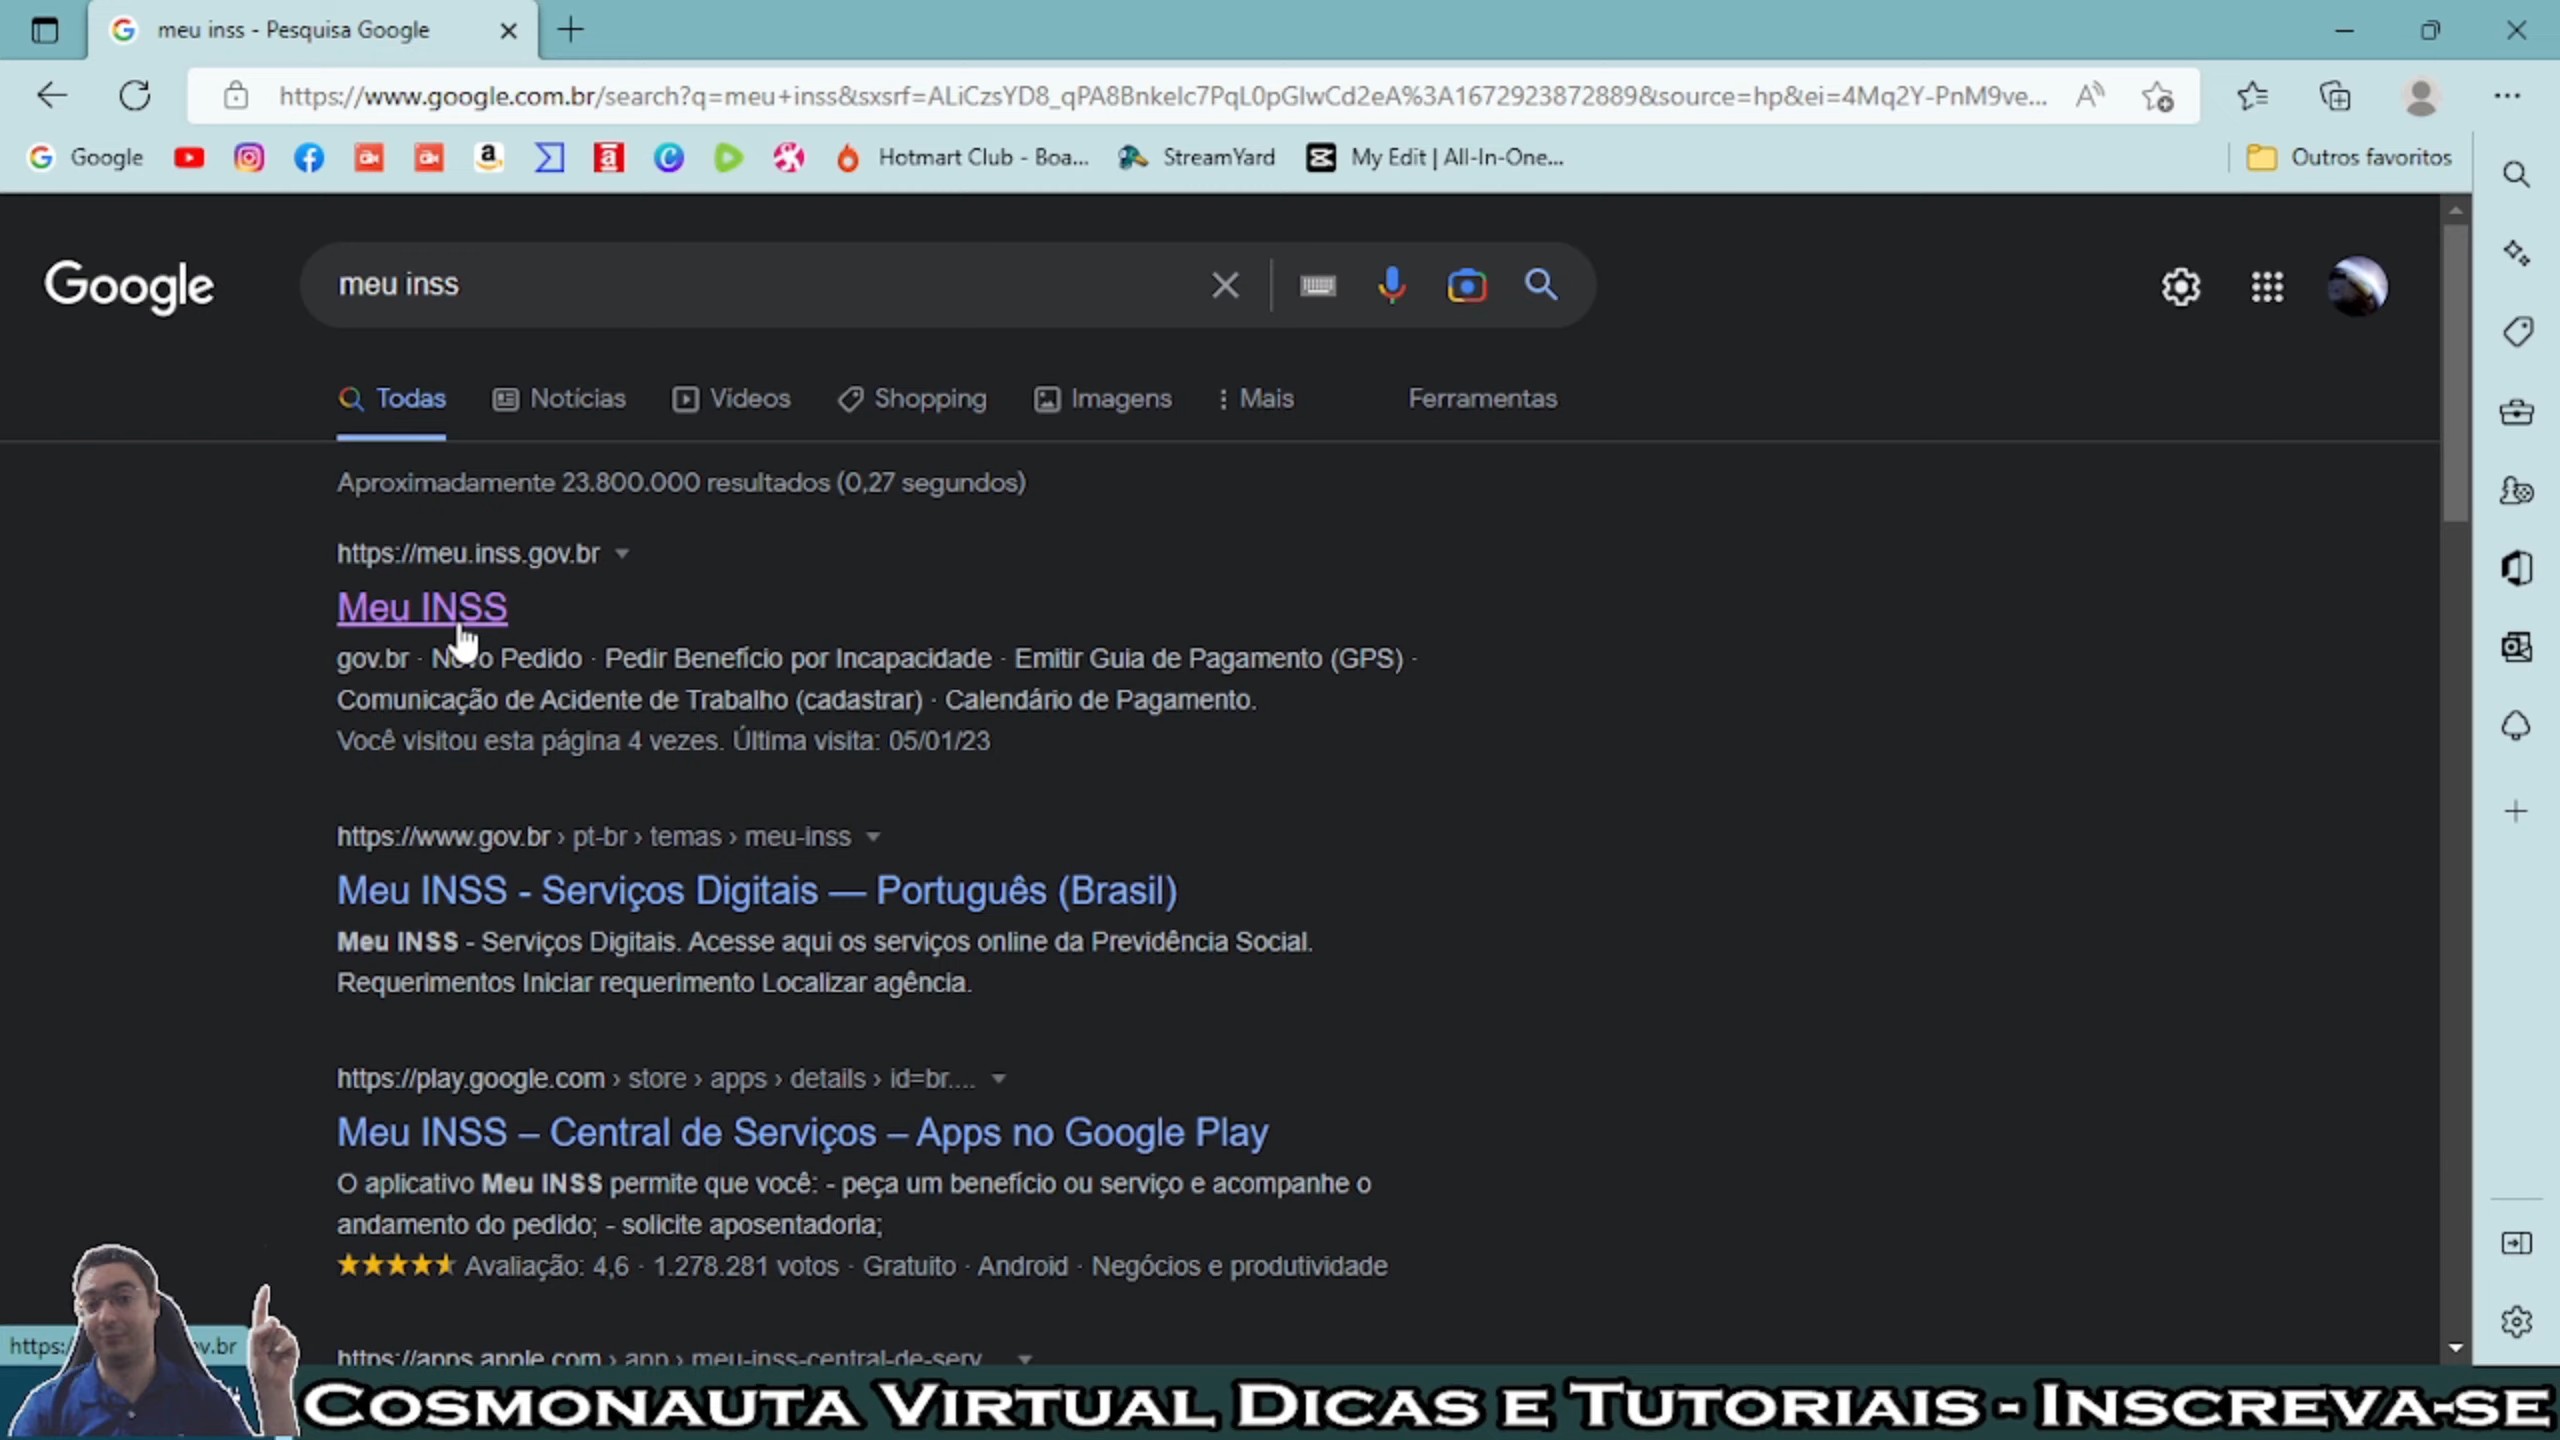 meu inss - Pesquisa Google
https://www.google.com.br/search?q=meu+inss&sxsrf=ALiCzsYD8_qPA8Bnkelc7PqL0pGlwCd2eA%3A1672923872889&source=hp&ei=4Mq2Y-PnM9ve...
Google
Hotmart Club - Boa...
StreamYard
My Edit | All-In-One...
Outros favoritos
Google
meu inss
Todas
Notícias
Vídeos
Shopping
Imagens
Mais
Ferramentas
Aproximadamente 23.800.000 resultados (0,27 segundos)
https://meu.inss.gov.br
Meu INSS
gov.br · Novo Pedido · Pedir Benefício por Incapacidade · Emitir Guia de Pagamento (GPS) ·
Comunicação de Acidente de Trabalho (cadastrar) · Calendário de Pagamento.
Você visitou esta página 4 vezes. Última visita: 05/01/23
https://www.gov.br › pt-br › temas › meu-inss
Meu INSS - Serviços Digitais — Português (Brasil)
Meu INSS - Serviços Digitais. Acesse aqui os serviços online da Previdência Social.
Requerimentos Iniciar requerimento Localizar agência.
https://play.google.com › store › apps › details › id=br....
Meu INSS – Central de Serviços – Apps no Google Play
O aplicativo Meu INSS permite que você: - peça um benefício ou serviço e acompanhe o
andamento do pedido; - solicite aposentadoria;
Avaliação: 4,6 · 1.278.281 votos · Gratuito · Android · Negócios e produtividade
https://apps.apple.com › app › meu-inss-central-de-serv...
Cosmonauta Virtual Dicas e Tutoriais - Inscreva-se